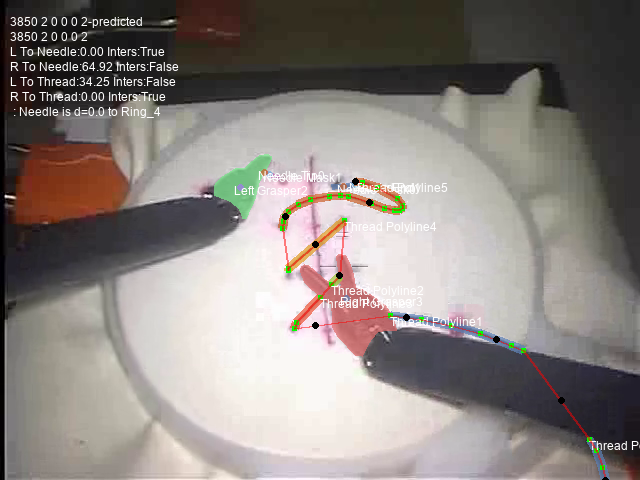 3850 2 0 0 0 2-predicted
3850 2 0 0 0 2
L To Needle:0.00 Inters:True
R To Needle:64.92 Inters:False
L To Thread:34.25 Inters:False
R To Thread:0.00 Inters:True
: Needle is d=0.0 to Ring_4
Left Grasper2
Thread Polyline4
Thread Polyline2
Thread Polyline1